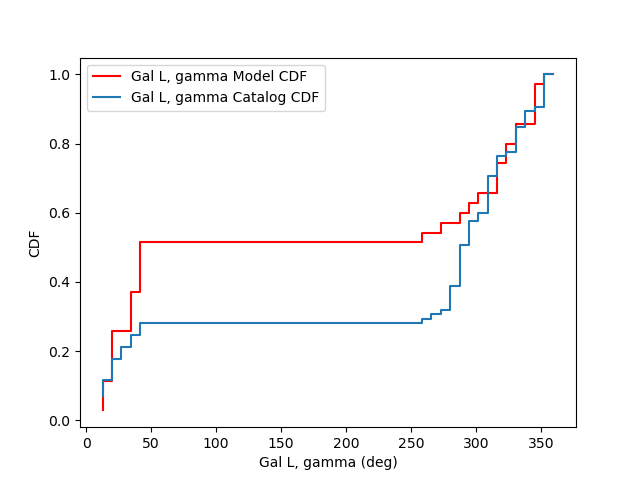 Gal L, gamma Model CDF
Gal L, gamma Catalog CDF
CDF
1.0
0.8
0.6
0.4
0.2
0.0
0 50 100 150 200 250 300 350
Gal L, gamma (deg)